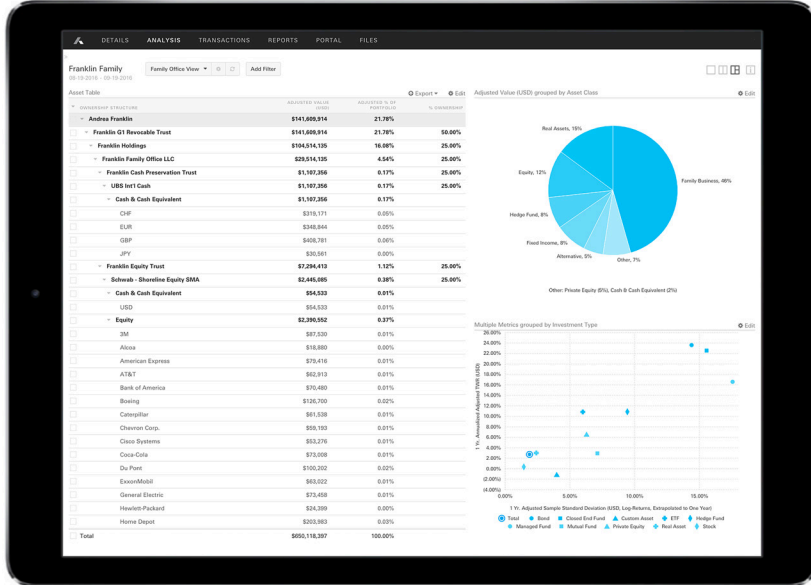 DETAILS ANALYSIS TRANSACTIONS REPORTS PORTAL FILES
Franklin Family
Family Office View
Add Filter
09-19-2016 - 09-19-2016
Asset Table
Export Edit
OWNERSHIP STRUCTURE ADJUSTED VALUE (USD) ADJUSTED % OF PORTFOLIO % OWNERSHIP
Andrea Franklin $141,609,914 21.78%
Franklin G1 Revocable Trust $141,609,914 21.78% 50.00%
Franklin Holdings $104,514,135 16.08% 25.00%
Franklin Family Office LLC $29,514,135 4.54% 25.00%
Franklin Cash Preservation Trust $1,107,356 0.17% 25.00%
UBS Int'l Cash $1,107,356 0.17% 25.00%
Cash & Cash Equivalent $1,107,356 0.17%
CHF $319,171 0.05%
EUR $348,844 0.05%
GBP $408,781 0.06%
JPY $30,561 0.00%
Franklin Equity Trust $7,294,413 1.12% 25.00%
Schwab - Shoreline Equity SMA $2,445,085 0.38% 25.00%
Cash & Cash Equivalent $54,533 0.01%
USD $54,533 0.01%
Equity $2,390,552 0.37%
3M $87,530 0.01%
Alcoa $18,880 0.00%
American Express $79,416 0.01%
AT&T $62,913 0.01%
Bank of America $70,480 0.01%
Boeing $126,700 0.02%
Caterpillar $61,538 0.01%
Chevron Corp. $59,193 0.01%
Cisco Systems $53,276 0.01%
Coca-Cola $73,008 0.01%
Du Pont $100,202 0.02%
ExxonMobil $63,022 0.01%
General Electric $73,458 0.01%
Hewlett-Packard $24,399 0.00%
Home Depot $203,983 0.03%
Total $650,118,397 100.00%
Adjusted Value (USD) grouped by Asset Class
Edit
Real Assets, 15%
Equity, 12%
Family Business, 46%
Hedge Fund, 8%
Fixed Income, 8%
Alternative, 5%
Other, 7%
Other: Private Equity (5%), Cash & Cash Equivalent (2%)
Multiple Metrics grouped by Investment Type
Edit
1 Yr. Annualized Adjusted TWR (USD)
26.00%
24.00%
22.00%
20.00%
18.00%
16.00%
14.00%
12.00%
10.00%
8.00%
6.00%
4.00%
2.00%
0.00%
(2.00%)
(4.00%)
0.00% 5.00% 10.00% 15.00%
1 Yr. Adjusted Sample Standard Deviation (USD, Log-Returns, Extrapolated to One Year)
Total Bond Closed End Fund Custom Asset ETF Hedge Fund
Managed Fund Mutual Fund Private Equity Real Asset Stock